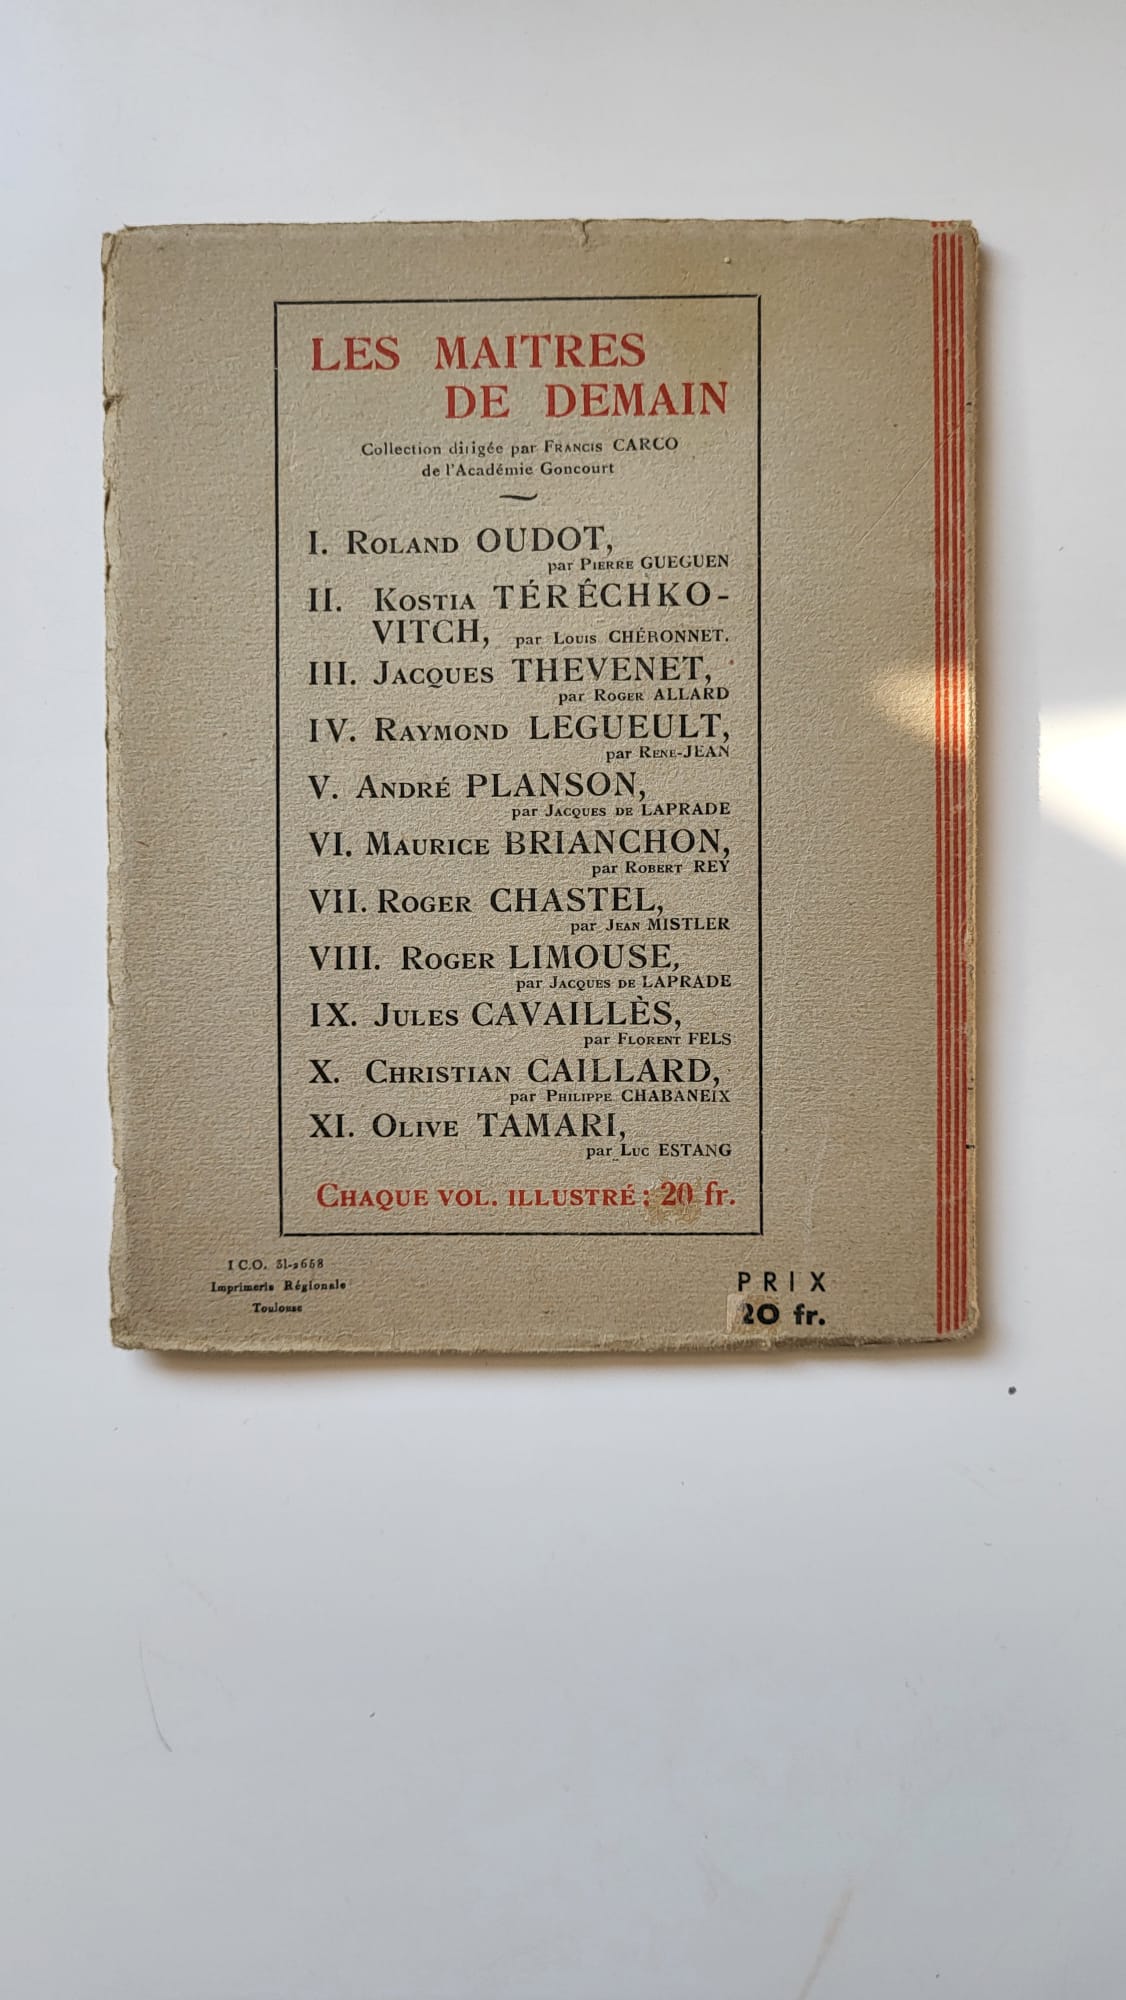 LES MAITRES
DE DEMAIN
Collection dirigée par Francis CARCO
de l'Académie Goncourt
I. Roland OUDOT,
par Pierre GUEGUEN
II. Kostia TÉRÊCHKO-
VITCH, par Louis CHÉRONNET.
III. Jacques THEVENET,
par Roger ALLARD
IV. Raymond LEGUEULT,
par Rene-JEAN
V. André PLANSON,
par Jacques de LAPRADE
VI. Maurice BRIANCHON,
par Robert REY
VII. Roger CHASTEL,
par Jean MISTLER
VIII. Roger LIMOUSE,
par Jacques de LAPRADE
IX. Jules CAVAILLÈS,
par Florent FELS
X. Christian CAILLARD,
par Philippe CHABANEIX
XI. Olive TAMARI,
par Luc ESTANG
Chaque vol. illustré : 20 fr.
I C.O. 31-2658
Imprimerie Régionale
Toulouse
PRIX
20 fr.